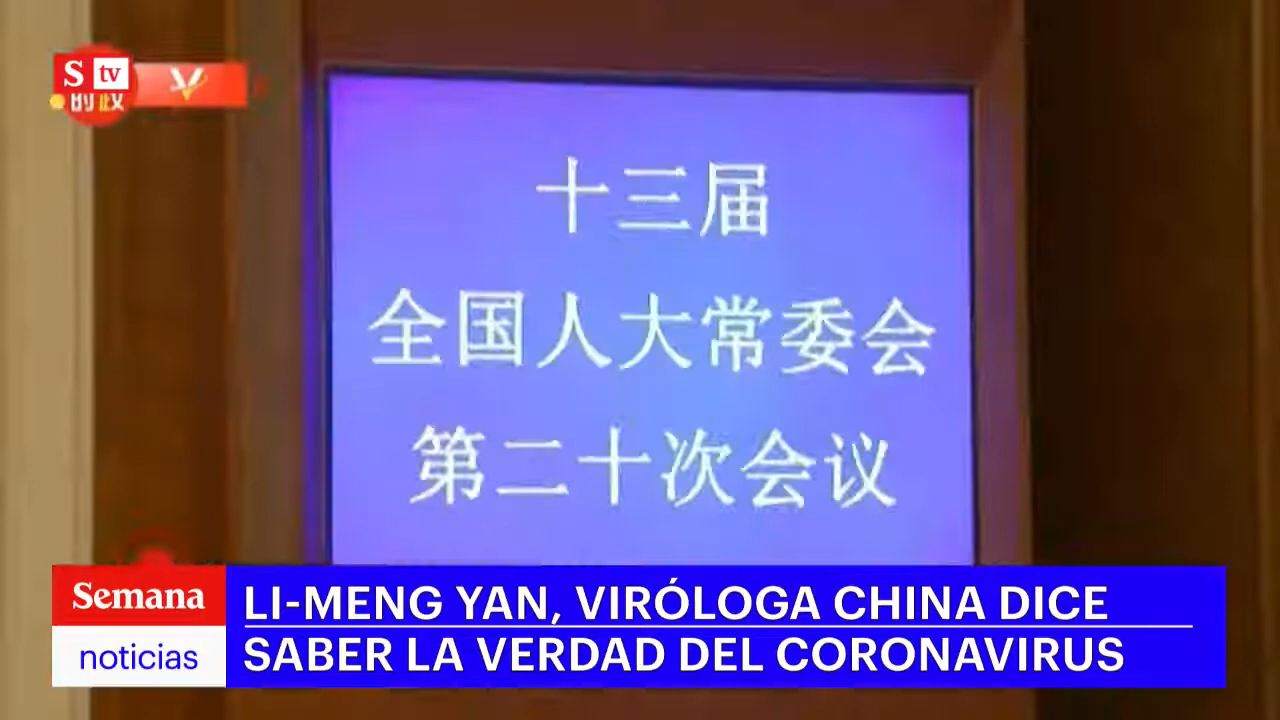 S tv
时政
十三届
全国人大常委会
第二十次会议
Semana
noticias
LI-MENG YAN, VIRÓLOGA CHINA DICE
SABER LA VERDAD DEL CORONAVIRUS